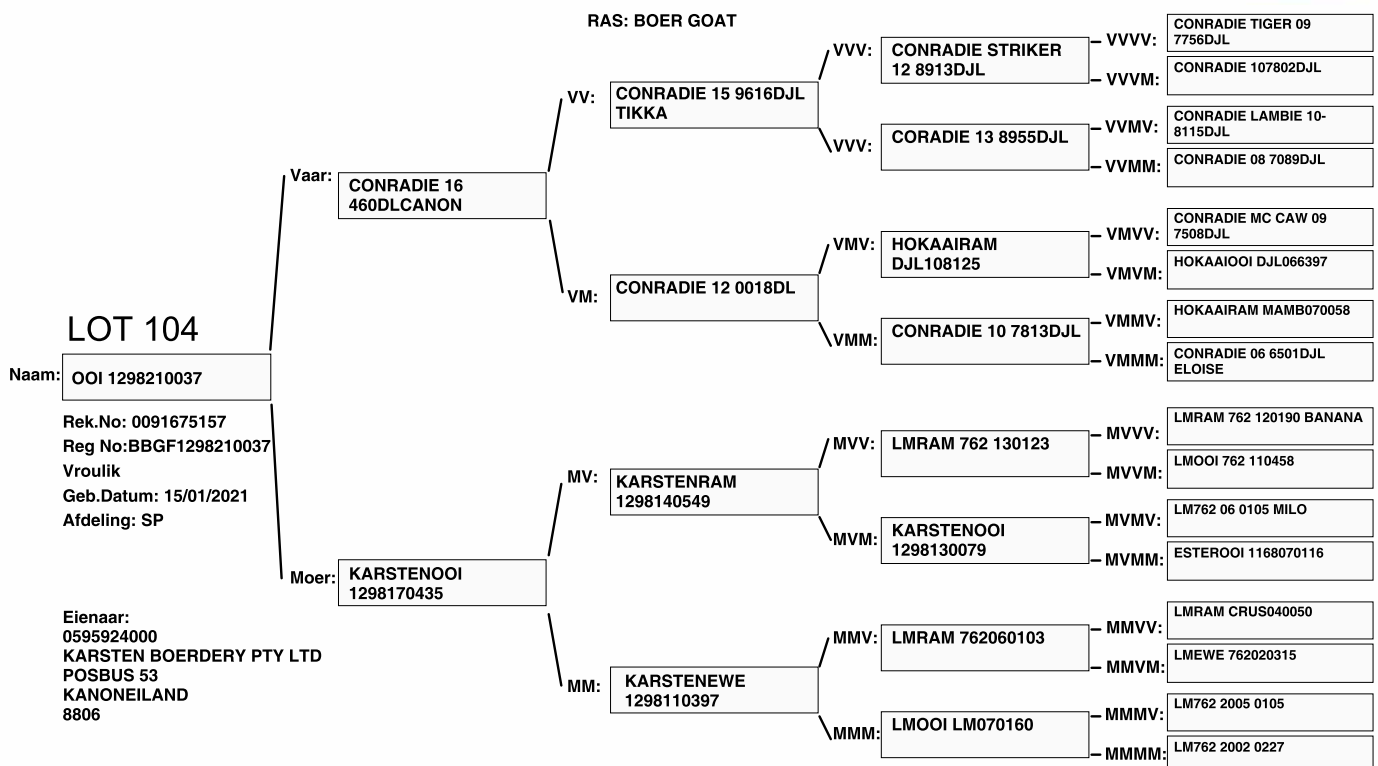 RAS: BOER GOAT
LOT 104
Naam:
OOI 1298210037
Rek.No: 0091675157
Reg No:BBGF1298210037
Vroulik
Geb.Datum: 15/01/2021
Afdeling: SP
Eienaar:
0595924000
KARSTEN BOERDERY PTY LTD
POSBUS 53
KANONEILAND
8806
Vaar:
CONRADIE 16
460DLCANON
Moer:
KARSTENOOI
1298170435
VV:
CONRADIE 15 9616DJL
TIKKA
VM:
CONRADIE 12 0018DL
MV:
KARSTENRAM
1298140549
MM:
KARSTENEWE
1298110397
VVV:
CONRADIE STRIKER
12 8913DJL
VVV:
CORADIE 13 8955DJL
VMV:
HOKAAIRAM
DJL108125
VMM:
CONRADIE 10 7813DJL
MVV:
LMRAM 762 130123
MVM:
KARSTENOOI
1298130079
MMV:
LMRAM 762060103
MMM:
LMOOI LM070160
VVVV:
CONRADIE TIGER 09
7756DJL
VVVM:
CONRADIE 107802DJL
VVMV:
CONRADIE LAMBIE 10-
8115DJL
VVMM:
CONRADIE 08 7089DJL
VMVV:
CONRADIE MC CAW 09
7508DJL
VMVM:
HOKAAIOOI DJL066397
VMMV:
HOKAAIRAM MAMB070058
VMMM:
CONRADIE 06 6501DJL
ELOISE
MVVV:
LMRAM 762 120190 BANANA
MVVM:
LMOOI 762 110458
MVMV:
LM762 06 0105 MILO
MVMM:
ESTEROOI 1168070116
MMVV:
LMRAM CRUS040050
MMVM:
LMEWE 762020315
MMMV:
LM762 2005 0105
MMMM:
LM762 2002 0227